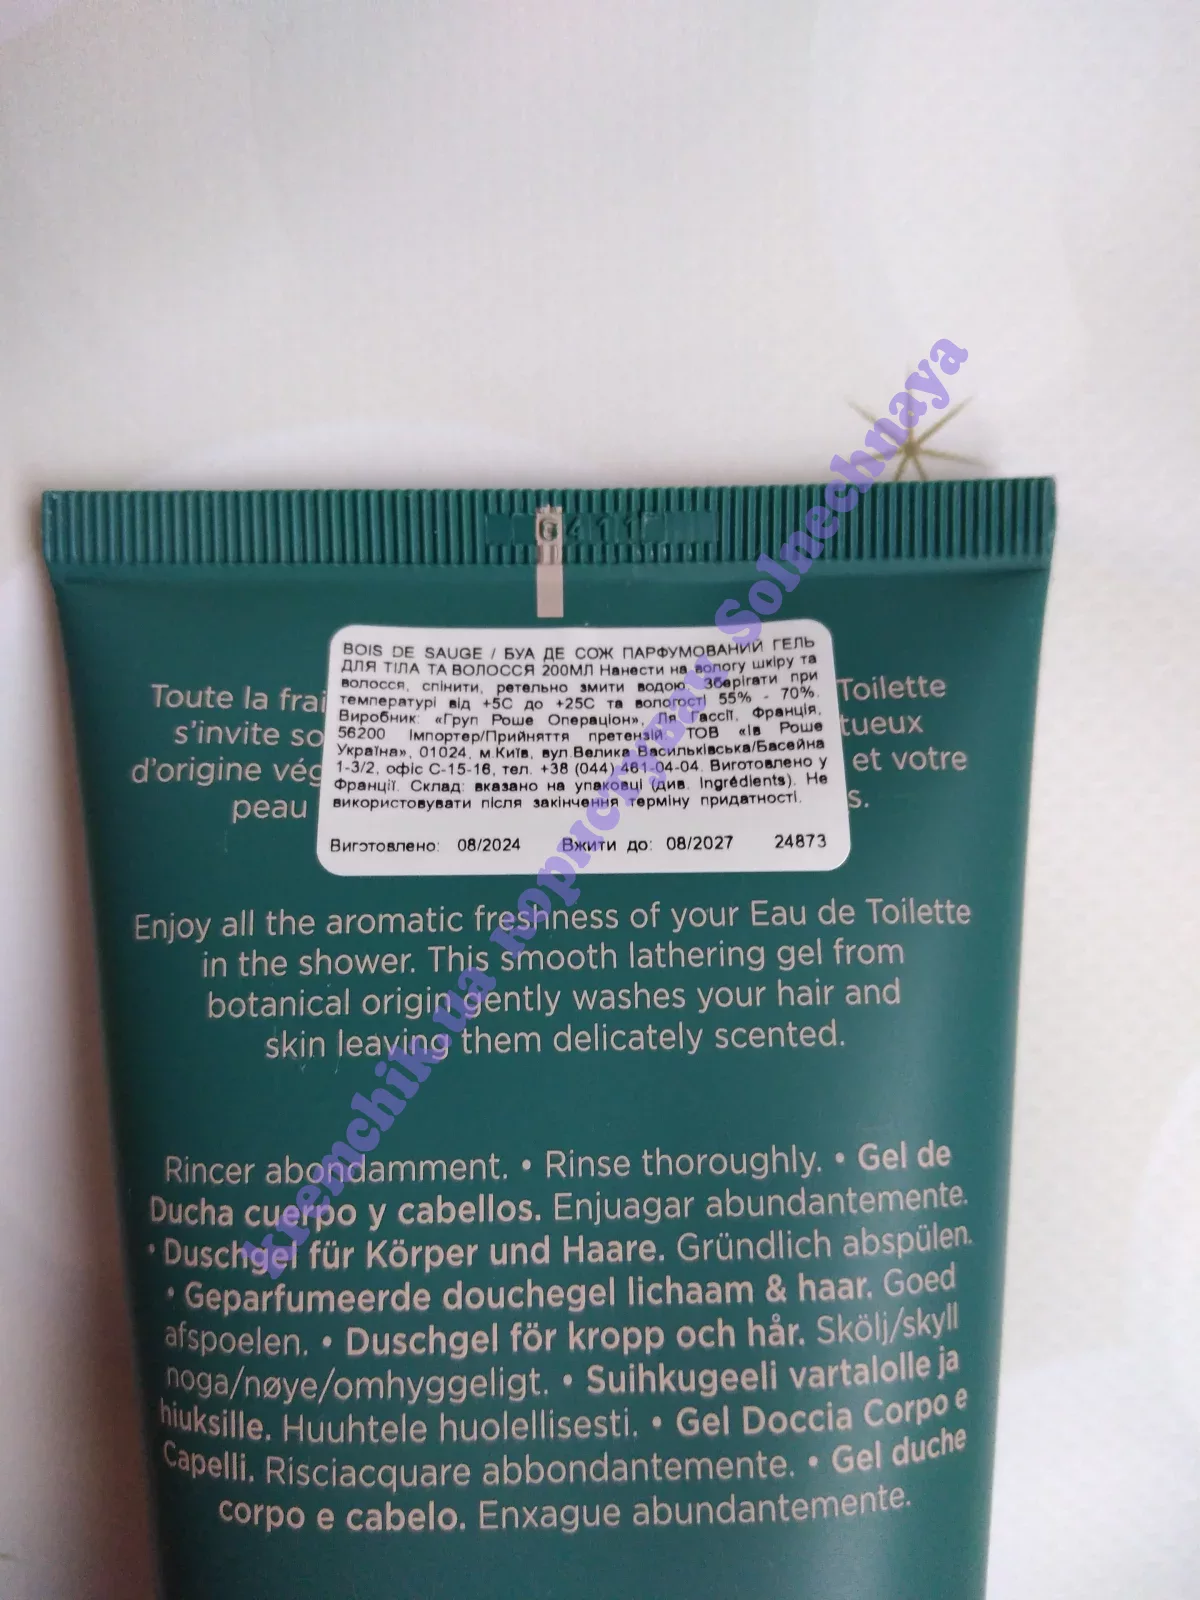 G411
BOIS DE SAUGE / БУА ДЕ СОЖ ПАРФУМОВАНИЙ ГЕЛЬ
ДЛЯ ТІЛА ТА ВОЛОССЯ 200МЛ Нанести на вологу шкіру та
волосся, спінити, ретельно змити водою. Зберігати при
температурі від +5С до +25С та вологості 55% - 70%.
Виробник: «Груп Роше Операціон», Ля Гассії, Франція,
56200 Імпортер/Прийняття претензій ТОВ «Ів Роше
Україна», 01024, м.Київ, вул.Велика Васильківська/Басейна
1-3/2, офіс С-15-16, тел. +38 (044) 461-04-04. Виготовлено у
Франції. Склад: вказано на упаковці (див. Ingrédients). Не
використовувати після закінчення терміну придатності.
Виготовлено: 08/2024 Вжити до: 08/2027 24873
Toute la frai Toilette
s'invite so tueux
d'origine vég et votre
peau s.
Enjoy all the aromatic freshness of your Eau de Toilette
in the shower. This smooth lathering gel from
botanical origin gently washes your hair and
skin leaving them delicately scented.
Rincer abondamment. • Rinse thoroughly. • Gel de
Ducha cuerpo y cabellos. Enjuagar abundantemente.
• Duschgel für Körper und Haare. Gründlich abspülen.
• Geparfumeerde douchegel lichaam & haar. Goed
afspoelen. • Duschgel för kropp och hår. Skölj/skyll
noga/nøye/omhyggeligt. • Suihkugeeli vartalolle ja
hiuksille. Huuhtele huolellisesti. • Gel Doccia Corpo e
Capelli. Risciacquare abbondantemente. • Gel duche
corpo e cabelo. Enxague abundantemente.
kremchik.ua користувач Solnechnaya